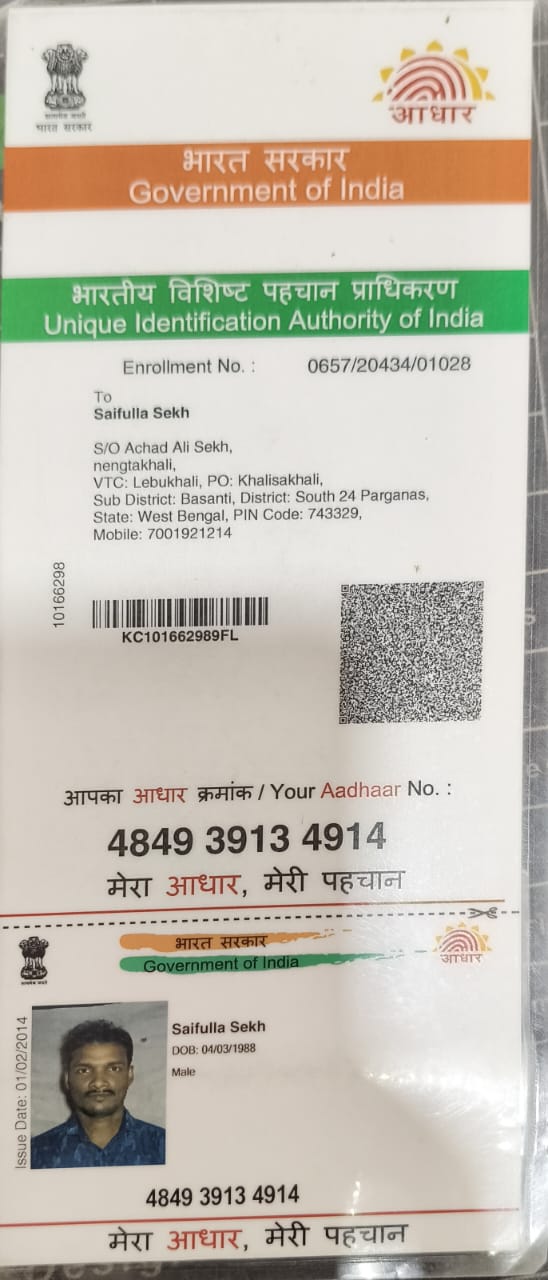 सत्यमेव जयते
भारत सरकार
आधार
भारत सरकार
Government of India
भारतीय विशिष्ट पहचान प्राधिकरण
Unique Identification Authority of India
Enrollment No. : 0657/20434/01028
To
Saifulla Sekh
S/O Achad Ali Sekh,
nengtakhali,
VTC: Lebukhali, PO: Khalisakhali,
Sub District: Basanti, District: South 24 Parganas,
State: West Bengal, PIN Code: 743329,
Mobile: 7001921214
10166298
KC101662989FL
आपका आधार क्रमांक / Your Aadhaar No. :
4849 3913 4914
मेरा आधार, मेरी पहचान
भारत सरकार
Government of India
आधार
Issue Date: 01/02/2014
Saifulla Sekh
DOB: 04/03/1988
Male
4849 3913 4914
मेरा आधार, मेरी पहचान